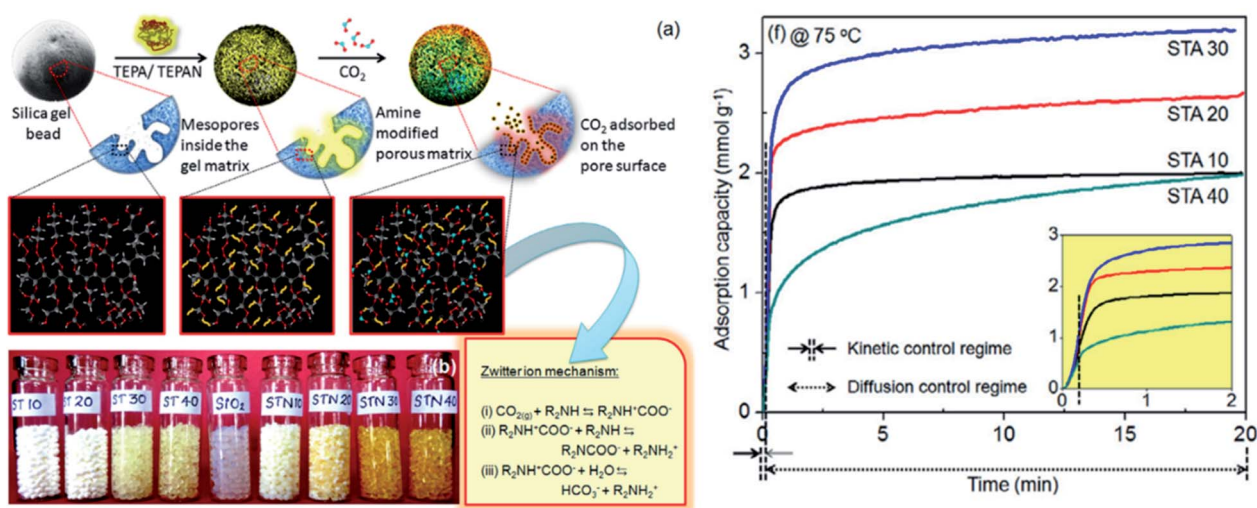 (a)
TEPA/ TEPAN
CO₂
Silica gel
bead
Mesopores
inside the
gel matrix
Amine
modified
porous matrix
CO₂ adsorbed
on the
pore surface
(b)
ST 10
ST 20
ST 30
ST 40
SiO₂
STN10
STN 20
STN 30
STN 40
Zwitter ion mechanism:
(i) CO₂(g) + R₂NH ⇆ R₂NH⁺COO⁻
(ii) R₂NH⁺COO⁻ + R₂NH ⇆
R₂NCOO⁻ + R₂NH₂⁺
(iii) R₂NH⁺COO⁻ + H₂O ⇆
HCO₃⁻ + R₂NH₂⁺
(f) @ 75 °C
STA 30
STA 20
STA 10
STA 40
Adsorption capacity (mmol g⁻¹)
3
2
1
0
3
2
1
0
0
1
2
Kinetic control regime
Diffusion control regime
0
5
10
15
20
Time (min)